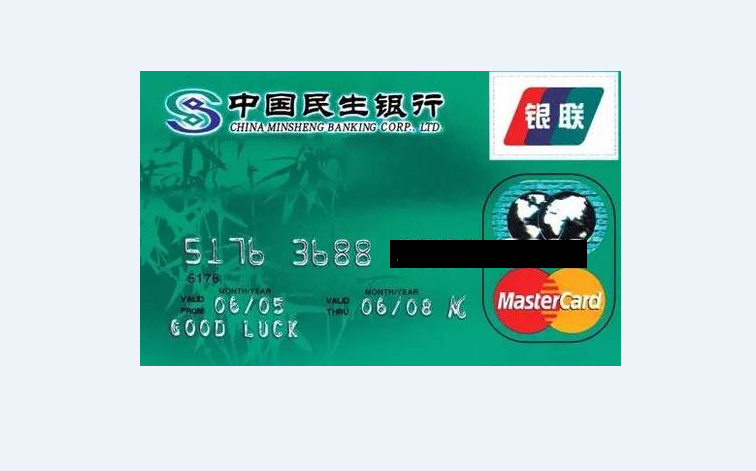 中国民生银行
CHINA MINSHENG BANKING CORP., LTD
银联
5176 3688
5176
MONTH/YEAR MONTH/YEAR
VALID FROM 06/05 VALID THRU 06/08
GOOD LUCK
MasterCard